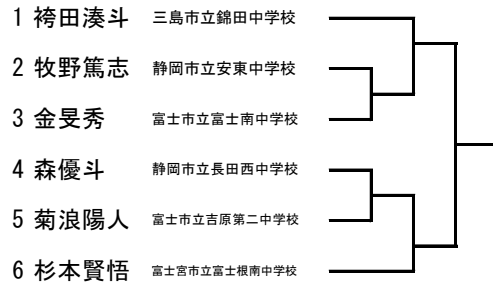 1 袴田湊斗 三島市立錦田中学校
2 牧野篤志 静岡市立安東中学校
3 金旻秀 富士市立富士南中学校
4 森優斗 静岡市立長田西中学校
5 菊浪陽人 富士市立吉原第二中学校
6 杉本賢悟 富士宮市立富士根南中学校